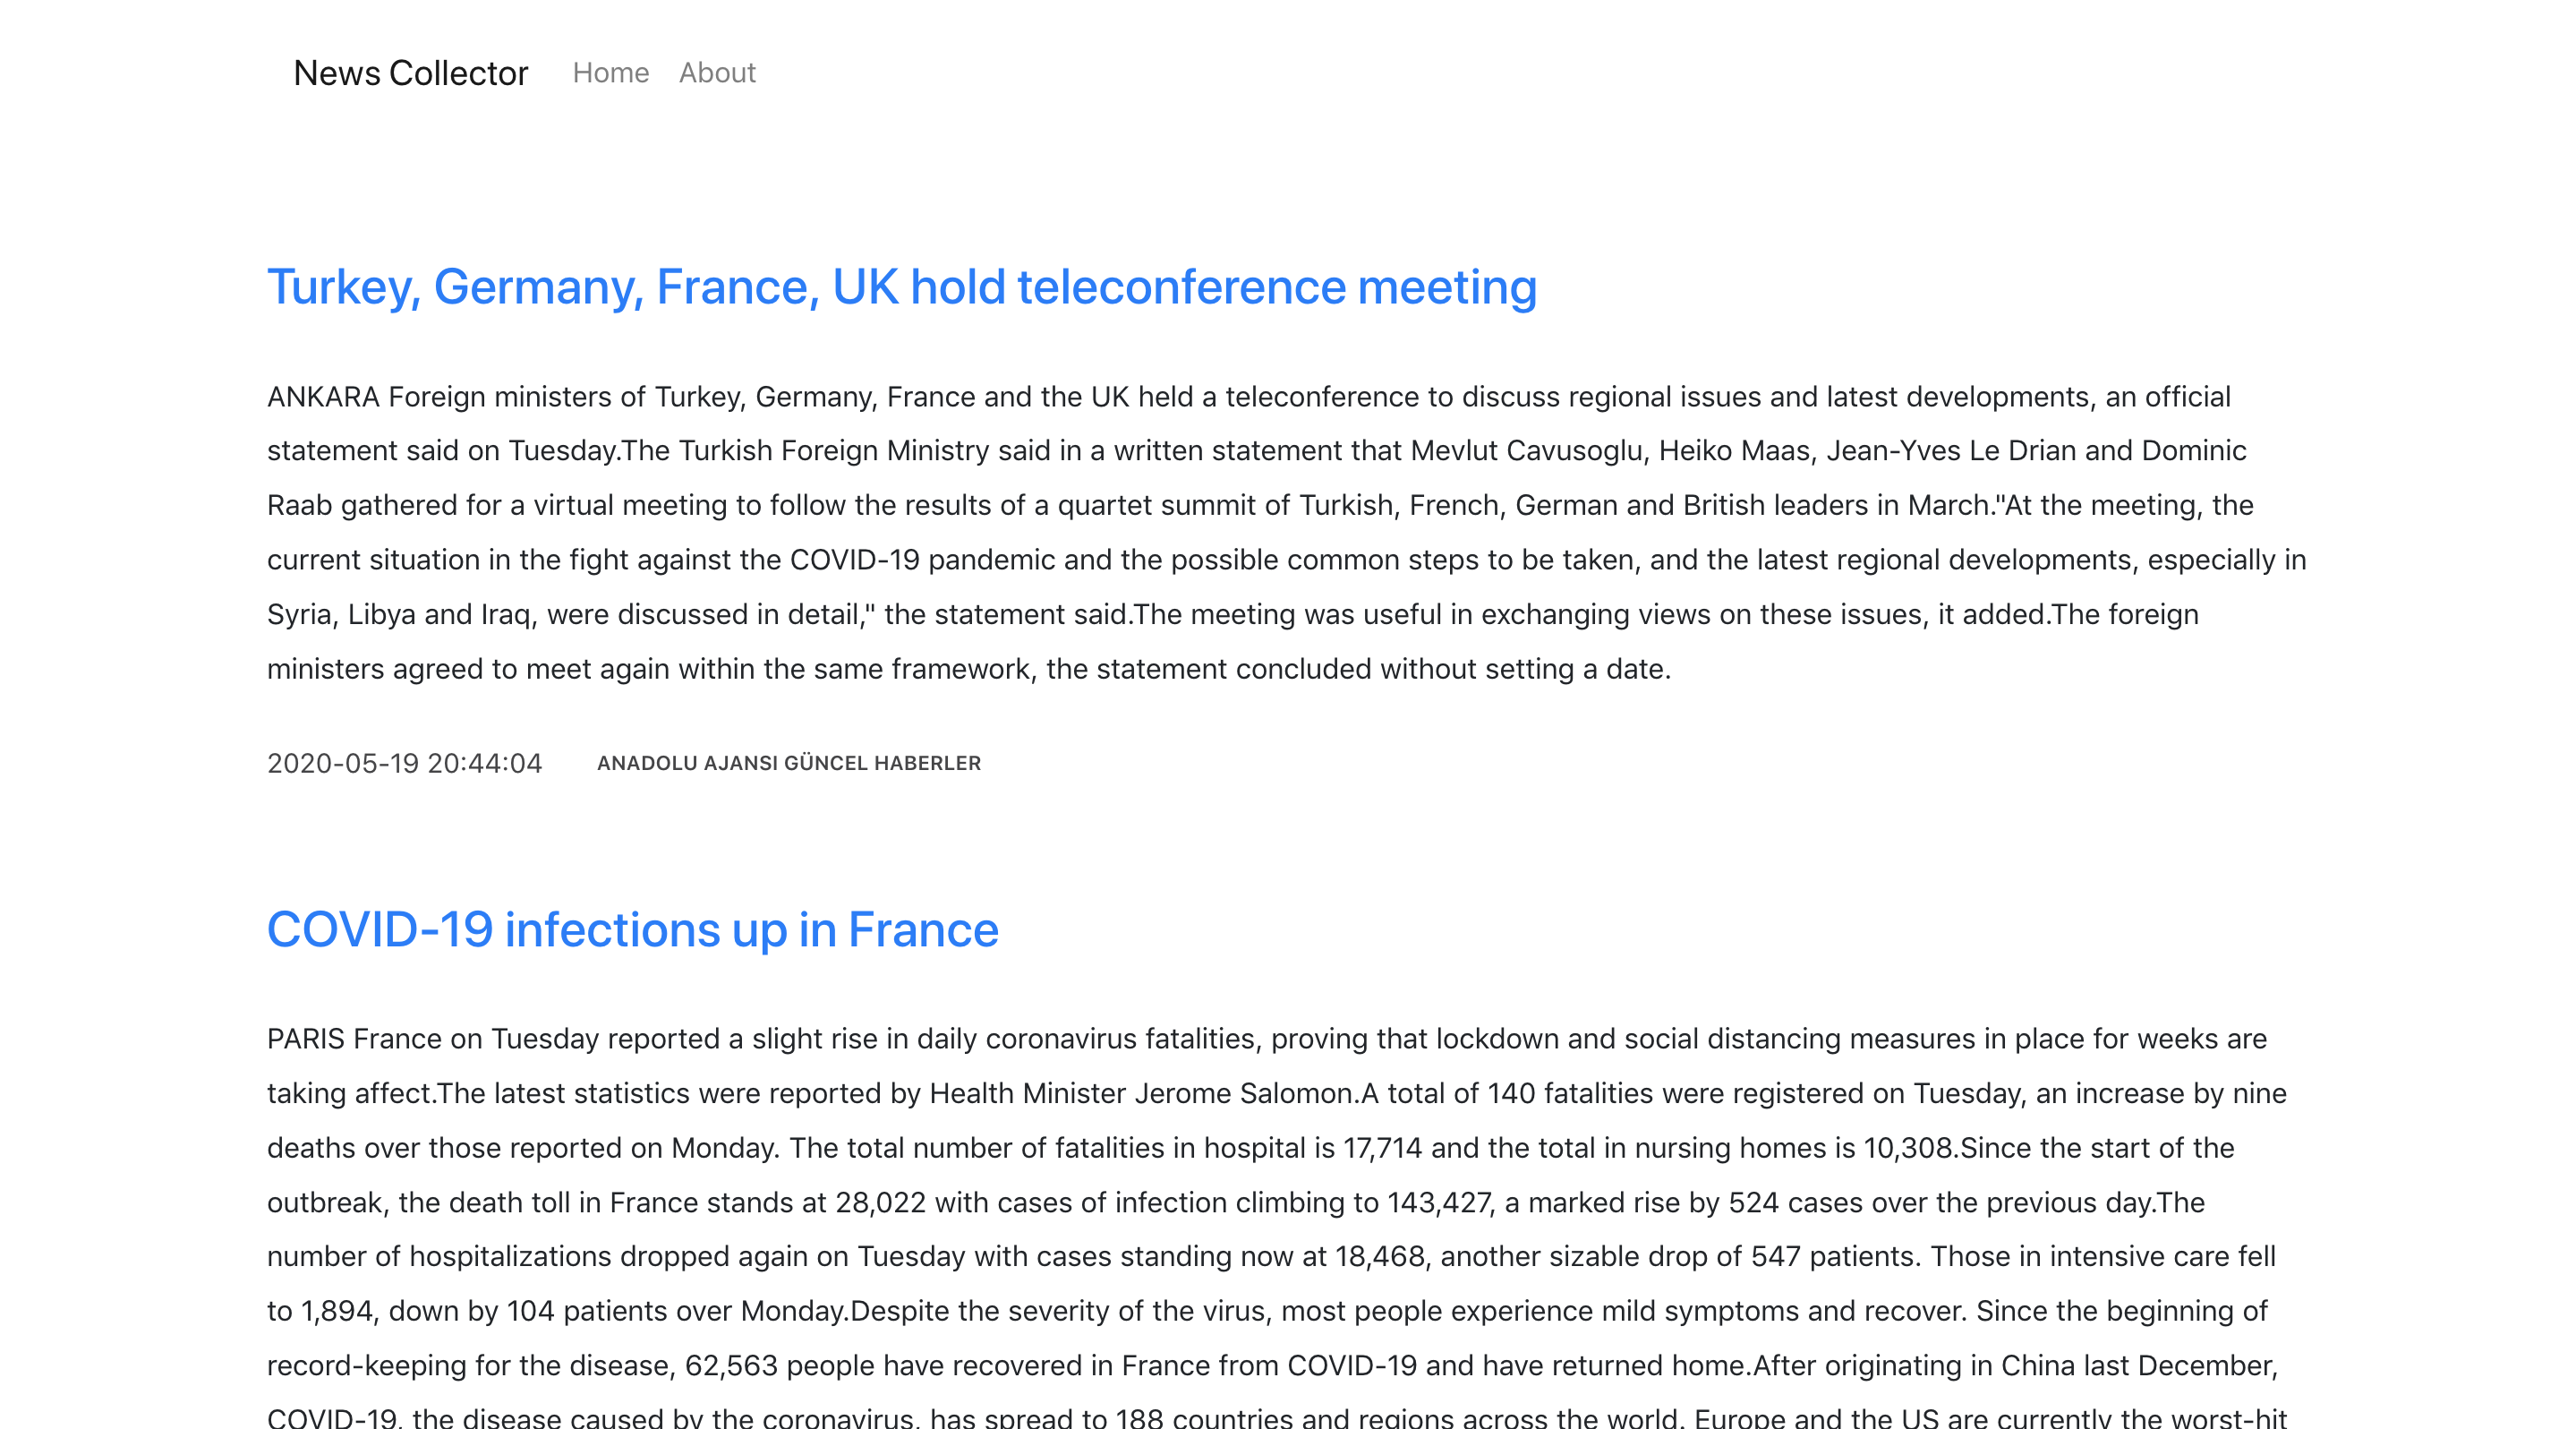 News Collector Home About
Turkey, Germany, France, UK hold teleconference meeting
ANKARA Foreign ministers of Turkey, Germany, France and the UK held a teleconference to discuss regional issues and latest developments, an official
statement said on Tuesday.The Turkish Foreign Ministry said in a written statement that Mevlut Cavusoglu, Heiko Maas, Jean-Yves Le Drian and Dominic
Raab gathered for a virtual meeting to follow the results of a quartet summit of Turkish, French, German and British leaders in March."At the meeting, the
current situation in the fight against the COVID-19 pandemic and the possible common steps to be taken, and the latest regional developments, especially in
Syria, Libya and Iraq, were discussed in detail," the statement said.The meeting was useful in exchanging views on these issues, it added.The foreign
ministers agreed to meet again within the same framework, the statement concluded without setting a date.
2020-05-19 20:44:04 ANADOLU AJANSI GÜNCEL HABERLER
COVID-19 infections up in France
PARIS France on Tuesday reported a slight rise in daily coronavirus fatalities, proving that lockdown and social distancing measures in place for weeks are
taking affect.The latest statistics were reported by Health Minister Jerome Salomon.A total of 140 fatalities were registered on Tuesday, an increase by nine
deaths over those reported on Monday. The total number of fatalities in hospital is 17,714 and the total in nursing homes is 10,308.Since the start of the
outbreak, the death toll in France stands at 28,022 with cases of infection climbing to 143,427, a marked rise by 524 cases over the previous day.The
number of hospitalizations dropped again on Tuesday with cases standing now at 18,468, another sizable drop of 547 patients. Those in intensive care fell
to 1,894, down by 104 patients over Monday.Despite the severity of the virus, most people experience mild symptoms and recover. Since the beginning of
record-keeping for the disease, 62,563 people have recovered in France from COVID-19 and have returned home.After originating in China last December,
COVID-19, the disease caused by the coronavirus, has spread to 188 countries and regions across the world. Europe and the US are currently the worst-hit